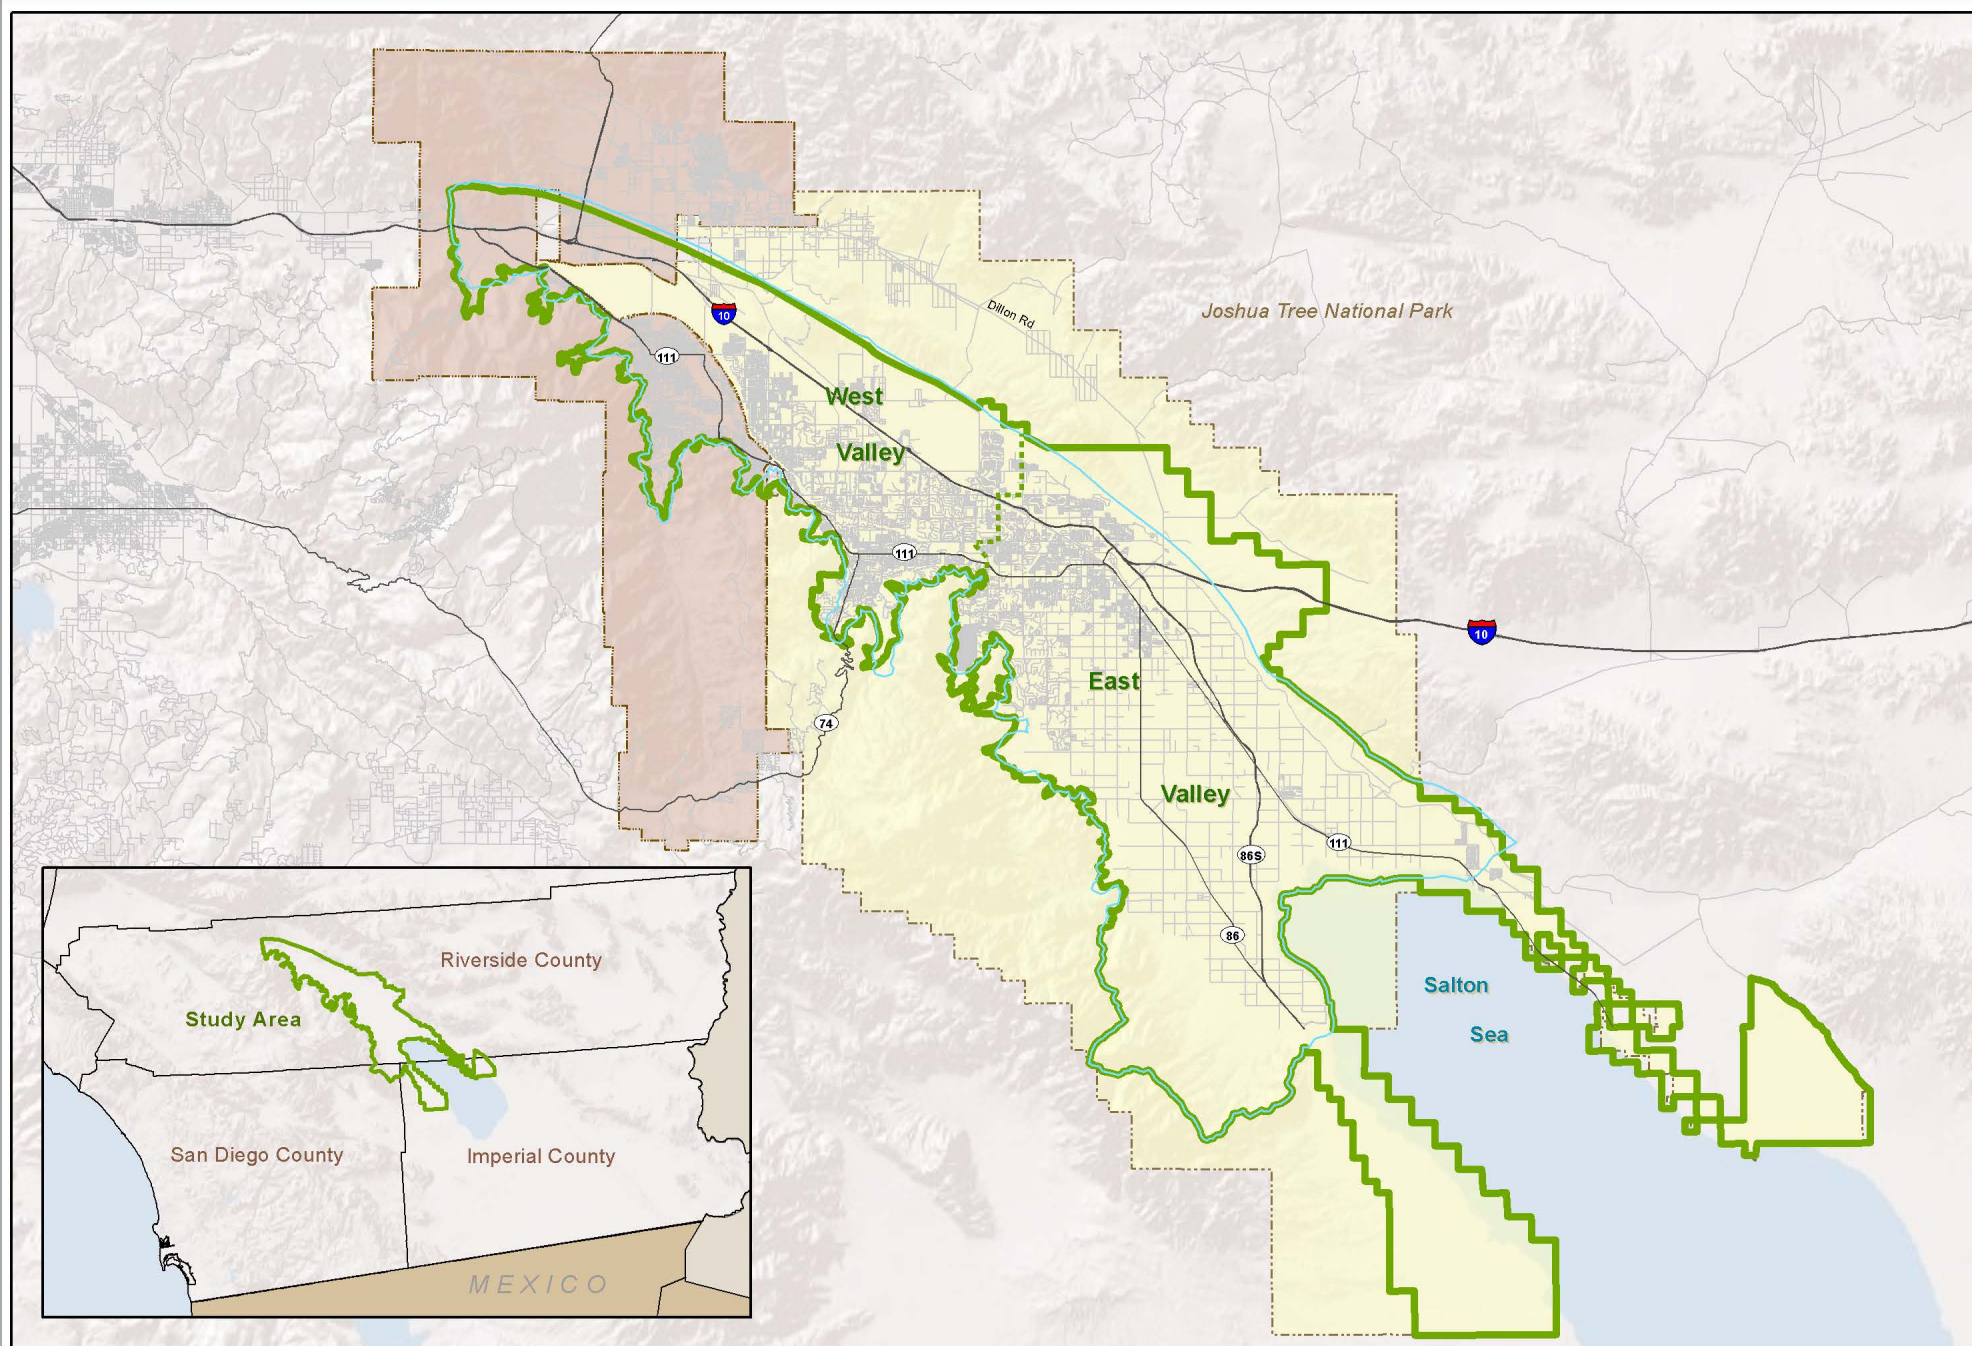 Joshua Tree National Park
Dillon Rd
10
111
West
Valley
111
10
East
74
Valley
111
86S
86
Salton
Sea
Riverside County
Study Area
San Diego County
Imperial County
MEXICO